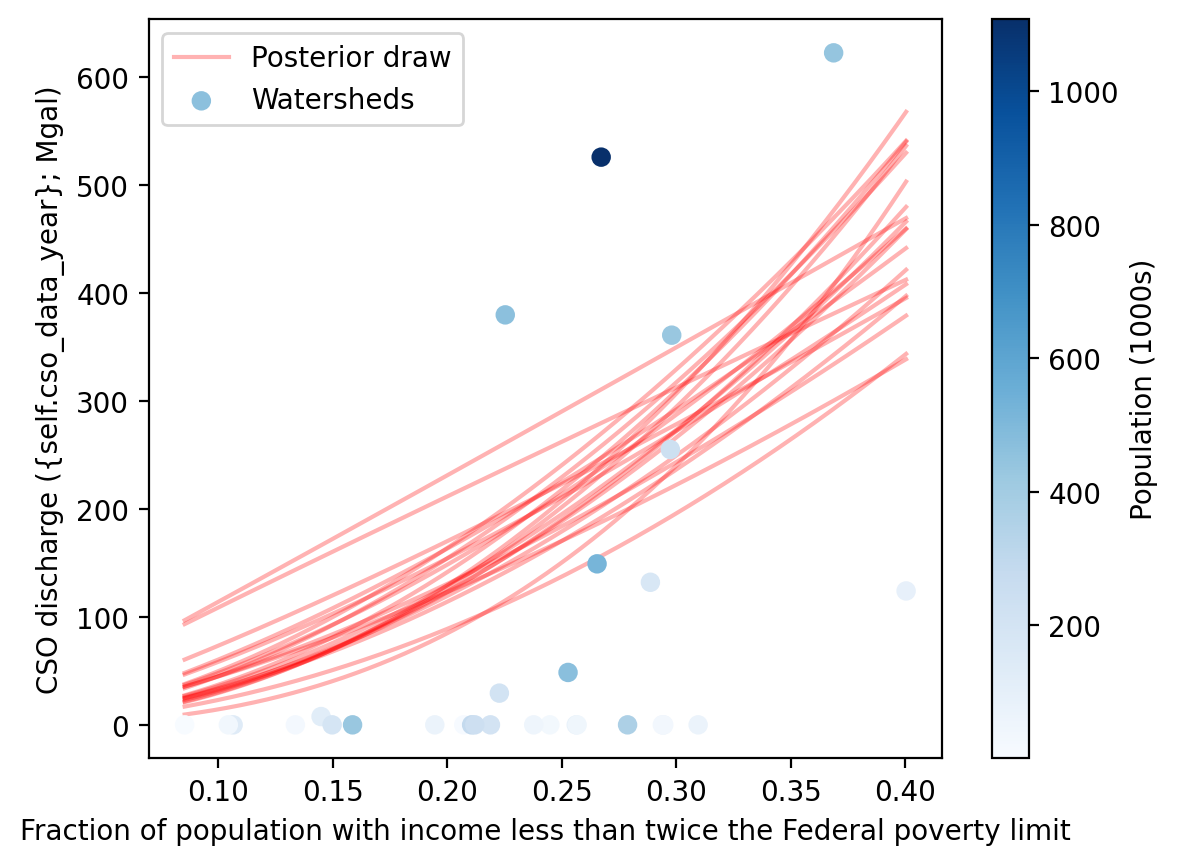 Posterior draw
Watersheds
CSO discharge ({self.cso_data_year}; Mgal)
600
500
400
300
200
100
0
0.10 0.15 0.20 0.25 0.30 0.35 0.40
Fraction of population with income less than twice the Federal poverty limit
1000
800
600
400
200
Population (1000s)